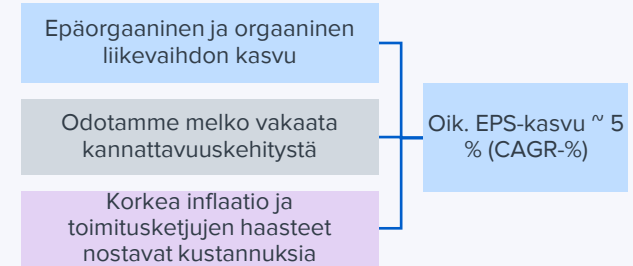 Epäorgaaninen ja orgaaninen
liikevaihdon kasvu
Odotamme melko vakaata
kannattavuuskehitystä
Korkea inflaatio ja
toimitusketjujen haasteet
nostavat kustannuksia
Oik. EPS-kasvu ~ 5
% (CAGR-%)